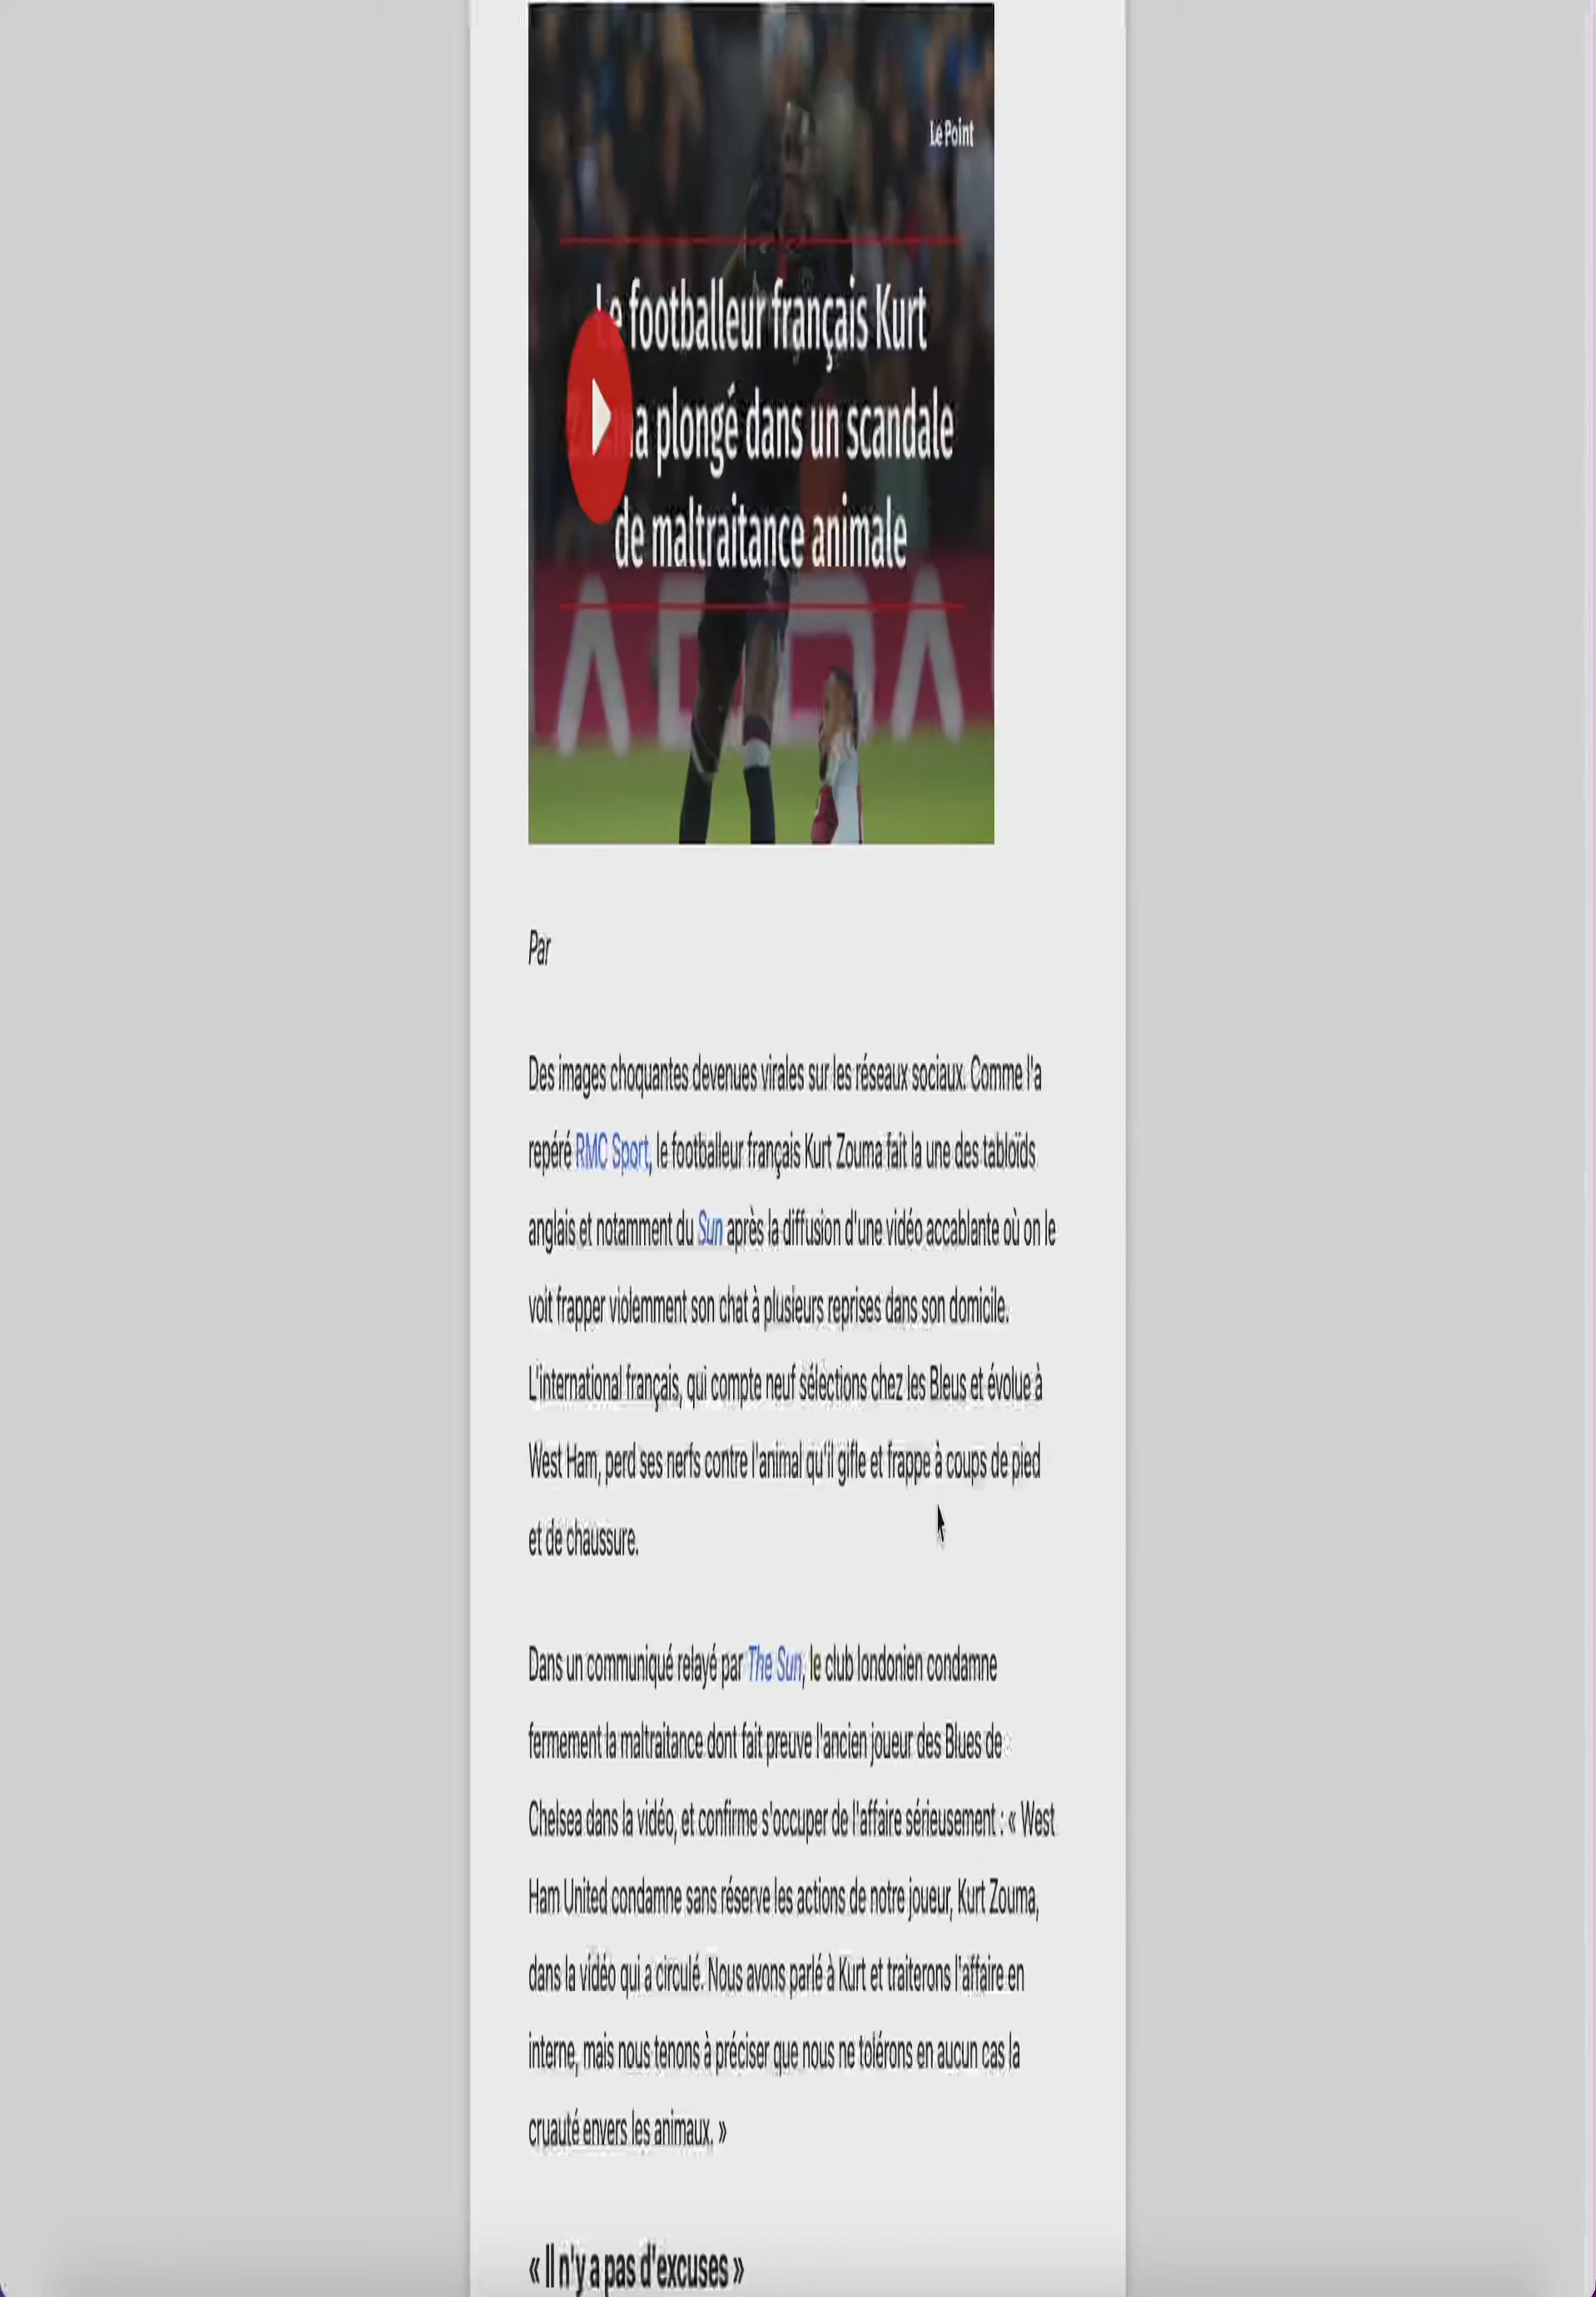 Le Point
Le footballeur français Kurt
a plongé dans un scandale
de maltraitance animale
Par
Des images choquantes devenues virales sur les réseaux sociaux. Comme l'a
repéré RMC Sport, le footballeur français Kurt Zouma fait la une des tabloïds
anglais et notamment du Sun après la diffusion d'une vidéo accablante où on le
voit frapper violemment son chat à plusieurs reprises dans son domicile.
L'international français, qui compte neuf sélections chez les Bleus et évolue à
West Ham, perd ses nerfs contre l'animal qu'il gifle et frappe à coups de pied
et de chaussure.
Dans un communiqué relayé par The Sun, le club londonien condamne
fermement la maltraitance dont fait preuve l'ancien joueur des Blues de
Chelsea dans la vidéo, et confirme s'occuper de l'affaire sérieusement : « West
Ham United condamne sans réserve les actions de notre joueur, Kurt Zouma,
dans la vidéo qui a circulé. Nous avons parlé à Kurt et traiterons l'affaire en
interne, mais nous tenons à préciser que nous ne tolérons en aucun cas la
cruauté envers les animaux. »
« Il n'y a pas d'excuses »